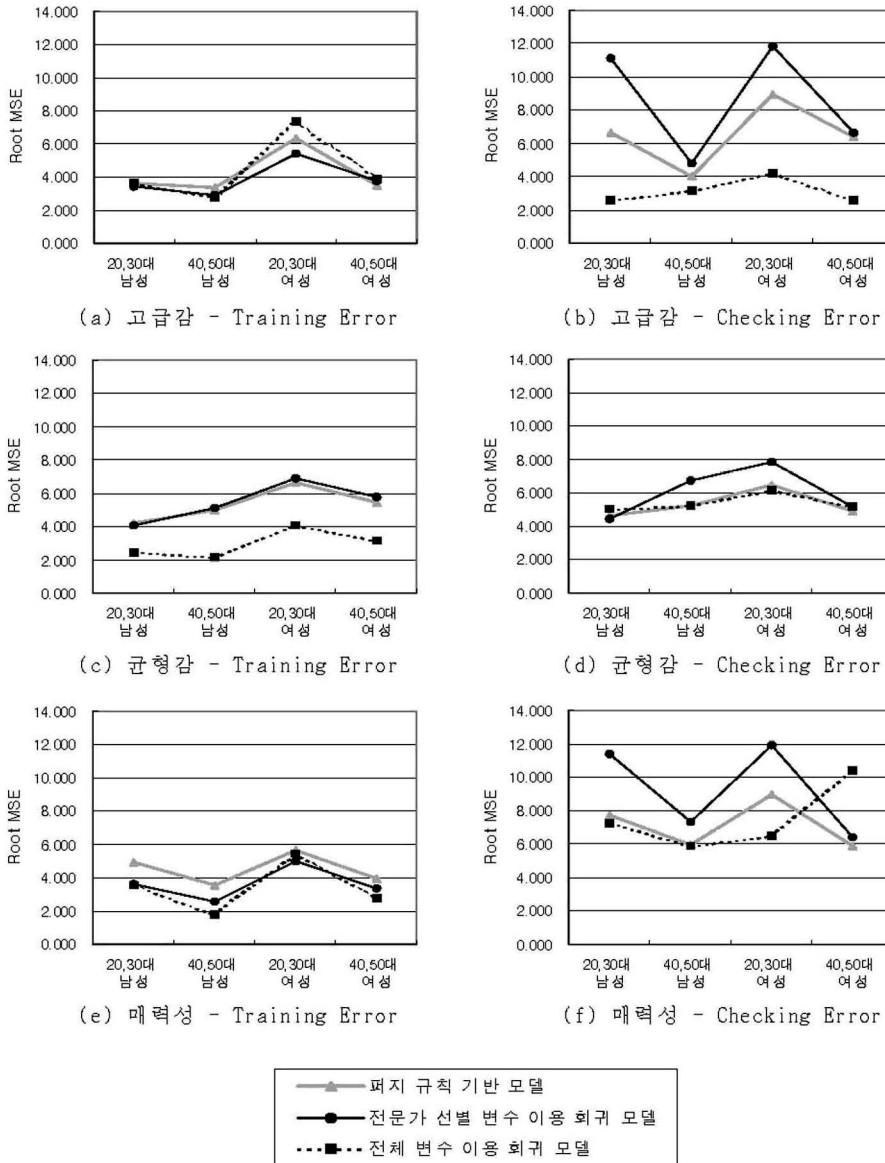 14.000
12.000
10.000
8.000
6.000
4.000
2.000
0.000
Root MSE
20,30대 40,50대 20,30대 40,50대
남성 남성 여성 여성
(a) 고급감 - Training Error
14.000
12.000
10.000
8.000
6.000
4.000
2.000
0.000
Root MSE
20,30대 40,50대 20,30대 40,50대
남성 남성 여성 여성
(b) 고급감 - Checking Error
14.000
12.000
10.000
8.000
6.000
4.000
2.000
0.000
Root MSE
20,30대 40,50대 20,30대 40,50대
남성 남성 여성 여성
(c) 균형감 - Training Error
14.000
12.000
10.000
8.000
6.000
4.000
2.000
0.000
Root MSE
20,30대 40,50대 20,30대 40,50대
남성 남성 여성 여성
(d) 균형감 - Checking Error
14.000
12.000
10.000
8.000
6.000
4.000
2.000
0.000
Root MSE
20,30대 40,50대 20,30대 40,50대
남성 남성 여성 여성
(e) 매력성 - Training Error
14.000
12.000
10.000
8.000
6.000
4.000
2.000
0.000
Root MSE
20,30대 40,50대 20,30대 40,50대
남성 남성 여성 여성
(f) 매력성 - Checking Error
퍼지 규칙 기반 모델
전문가 선별 변수 이용 회귀 모델
전체 변수 이용 회귀 모델